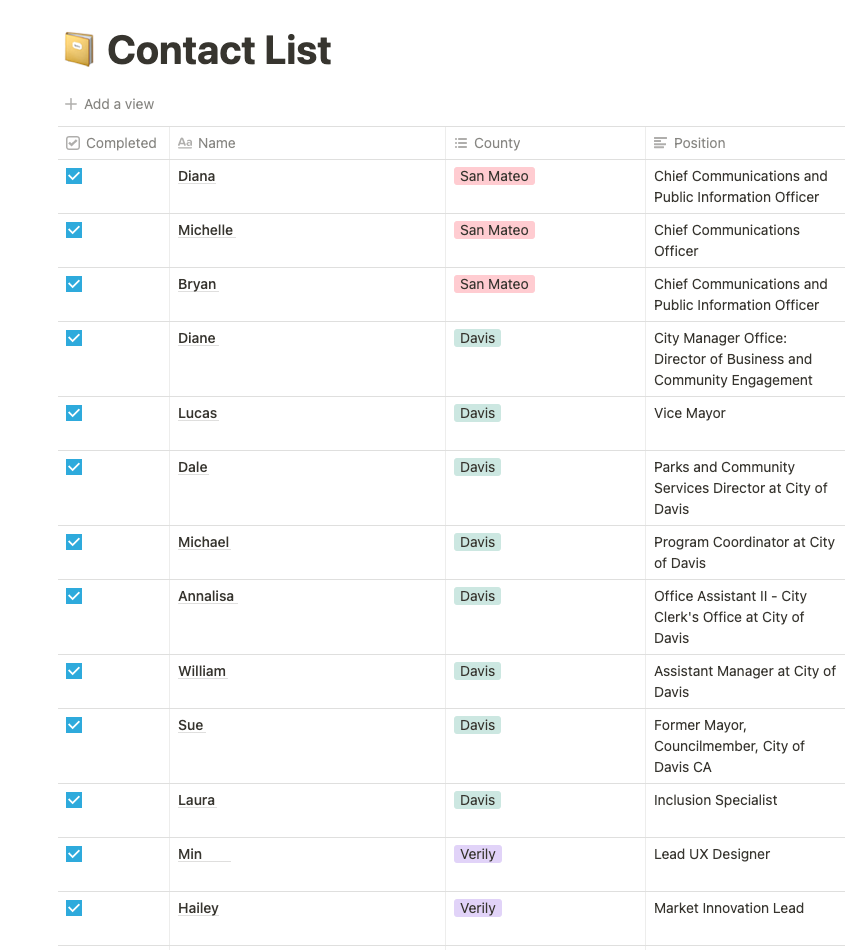 Contact List
Add a view
Completed Aa Name County Position
Diana San Mateo Chief Communications and
Public Information Officer
Michelle San Mateo Chief Communications
Officer
Bryan San Mateo Chief Communications and
Public Information Officer
Diane Davis City Manager Office:
Director of Business and
Community Engagement
Lucas Davis Vice Mayor
Dale Davis Parks and Community
Services Director at City of
Davis
Michael Davis Program Coordinator at City
of Davis
Annalisa Davis Office Assistant II - City
Clerk's Office at City of
Davis
William Davis Assistant Manager at City of
Davis
Sue Davis Former Mayor,
Councilmember, City of
Davis CA
Laura Davis Inclusion Specialist
Min Verily Lead UX Designer
Hailey Verily Market Innovation Lead